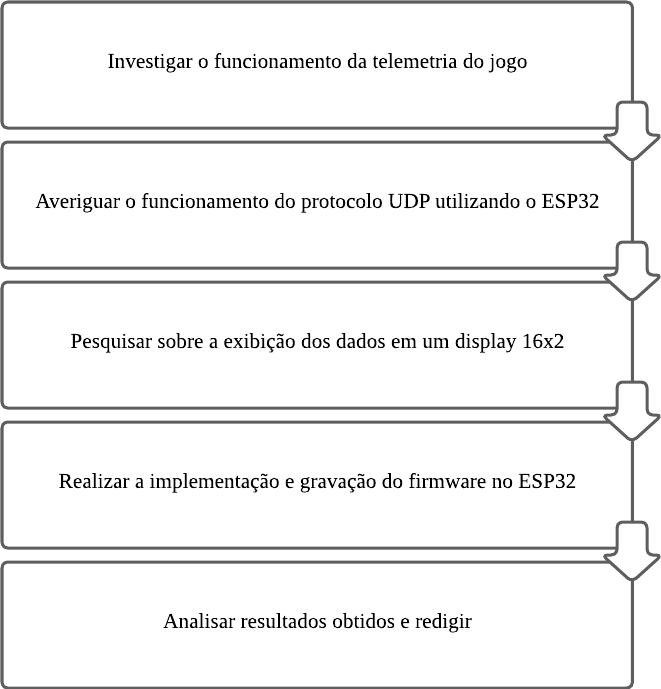 Investigar o funcionamento da telemetria do jogo
Averiguar o funcionamento do protocolo UDP utilizando o ESP32
Pesquisar sobre a exibição dos dados em um display 16x2
Realizar a implementação e gravação do firmware no ESP32
Analisar resultados obtidos e redigir